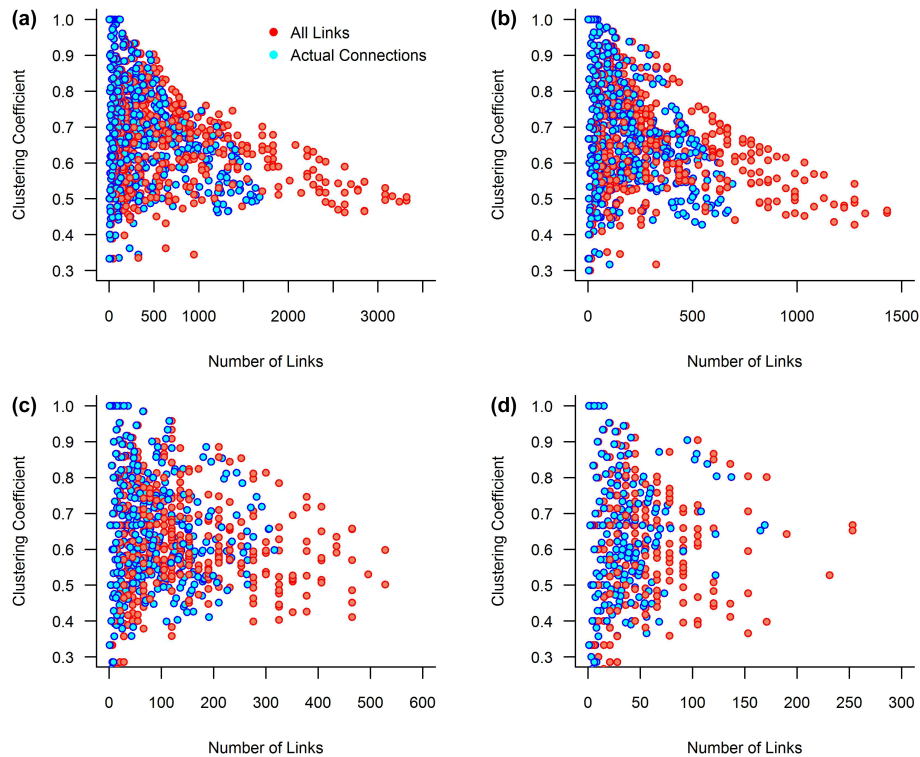 (a)
All Links
Actual Connections
Clustering Coefficient
1.0
0.9
0.8
0.7
0.6
0.5
0.4
0.3
0 500 1000 2000 3000
Number of Links
(b)
Clustering Coefficient
1.0
0.9
0.8
0.7
0.6
0.5
0.4
0.3
0 500 1000 1500
Number of Links
(c)
Clustering Coefficient
1.0
0.9
0.8
0.7
0.6
0.5
0.4
0.3
0 100 200 300 400 500 600
Number of Links
(d)
Clustering Coefficient
1.0
0.9
0.8
0.7
0.6
0.5
0.4
0.3
0 50 100 150 200 250 300
Number of Links